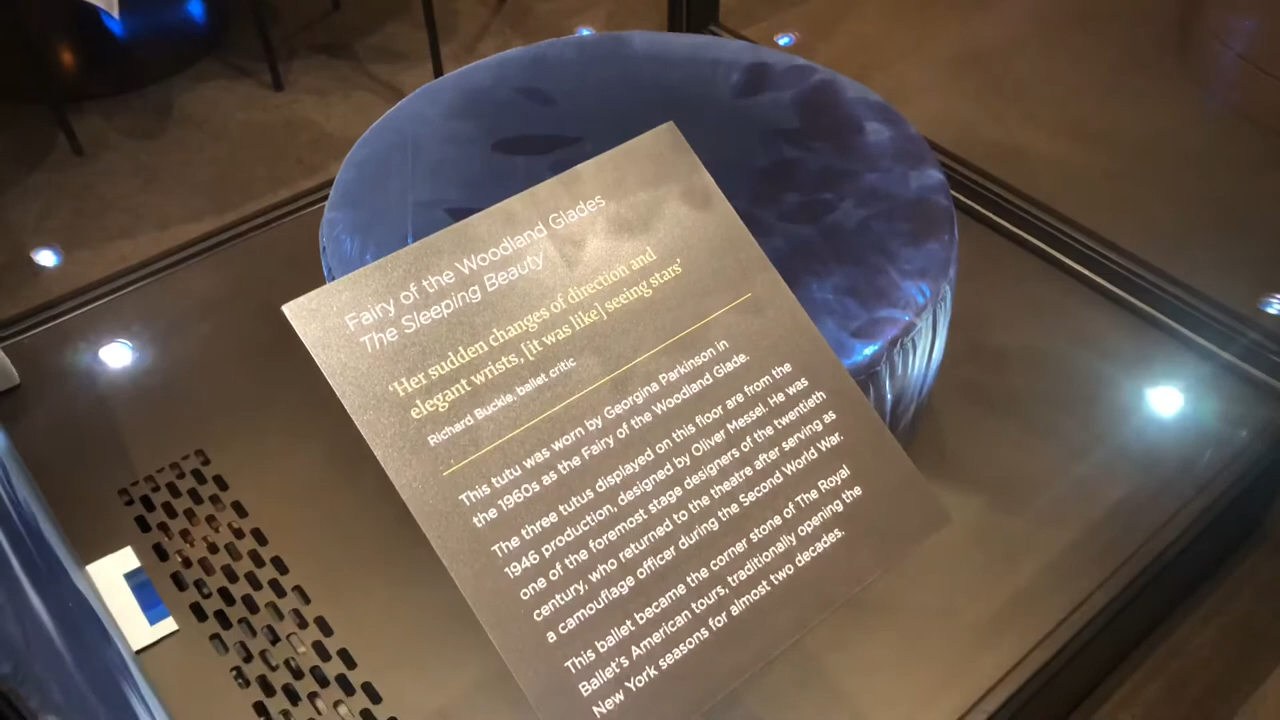 Fairy of the Woodland Glades
The Sleeping Beauty
‘Her sudden changes of direction and
elegant wrists, [it was like] seeing stars’
Richard Buckle, ballet critic
This tutu was worn by Georgina Parkinson in
the 1960s as the Fairy of the Woodland Glade.
The three tutus displayed on this floor are from the
1946 production, designed by Oliver Messel. He was
one of the foremost stage designers of the twentieth
century, who returned to the theatre after serving as
a camouflage officer during the Second World War.
This ballet became the corner stone of The Royal
Ballet’s American tours, traditionally opening the
New York seasons for almost two decades.